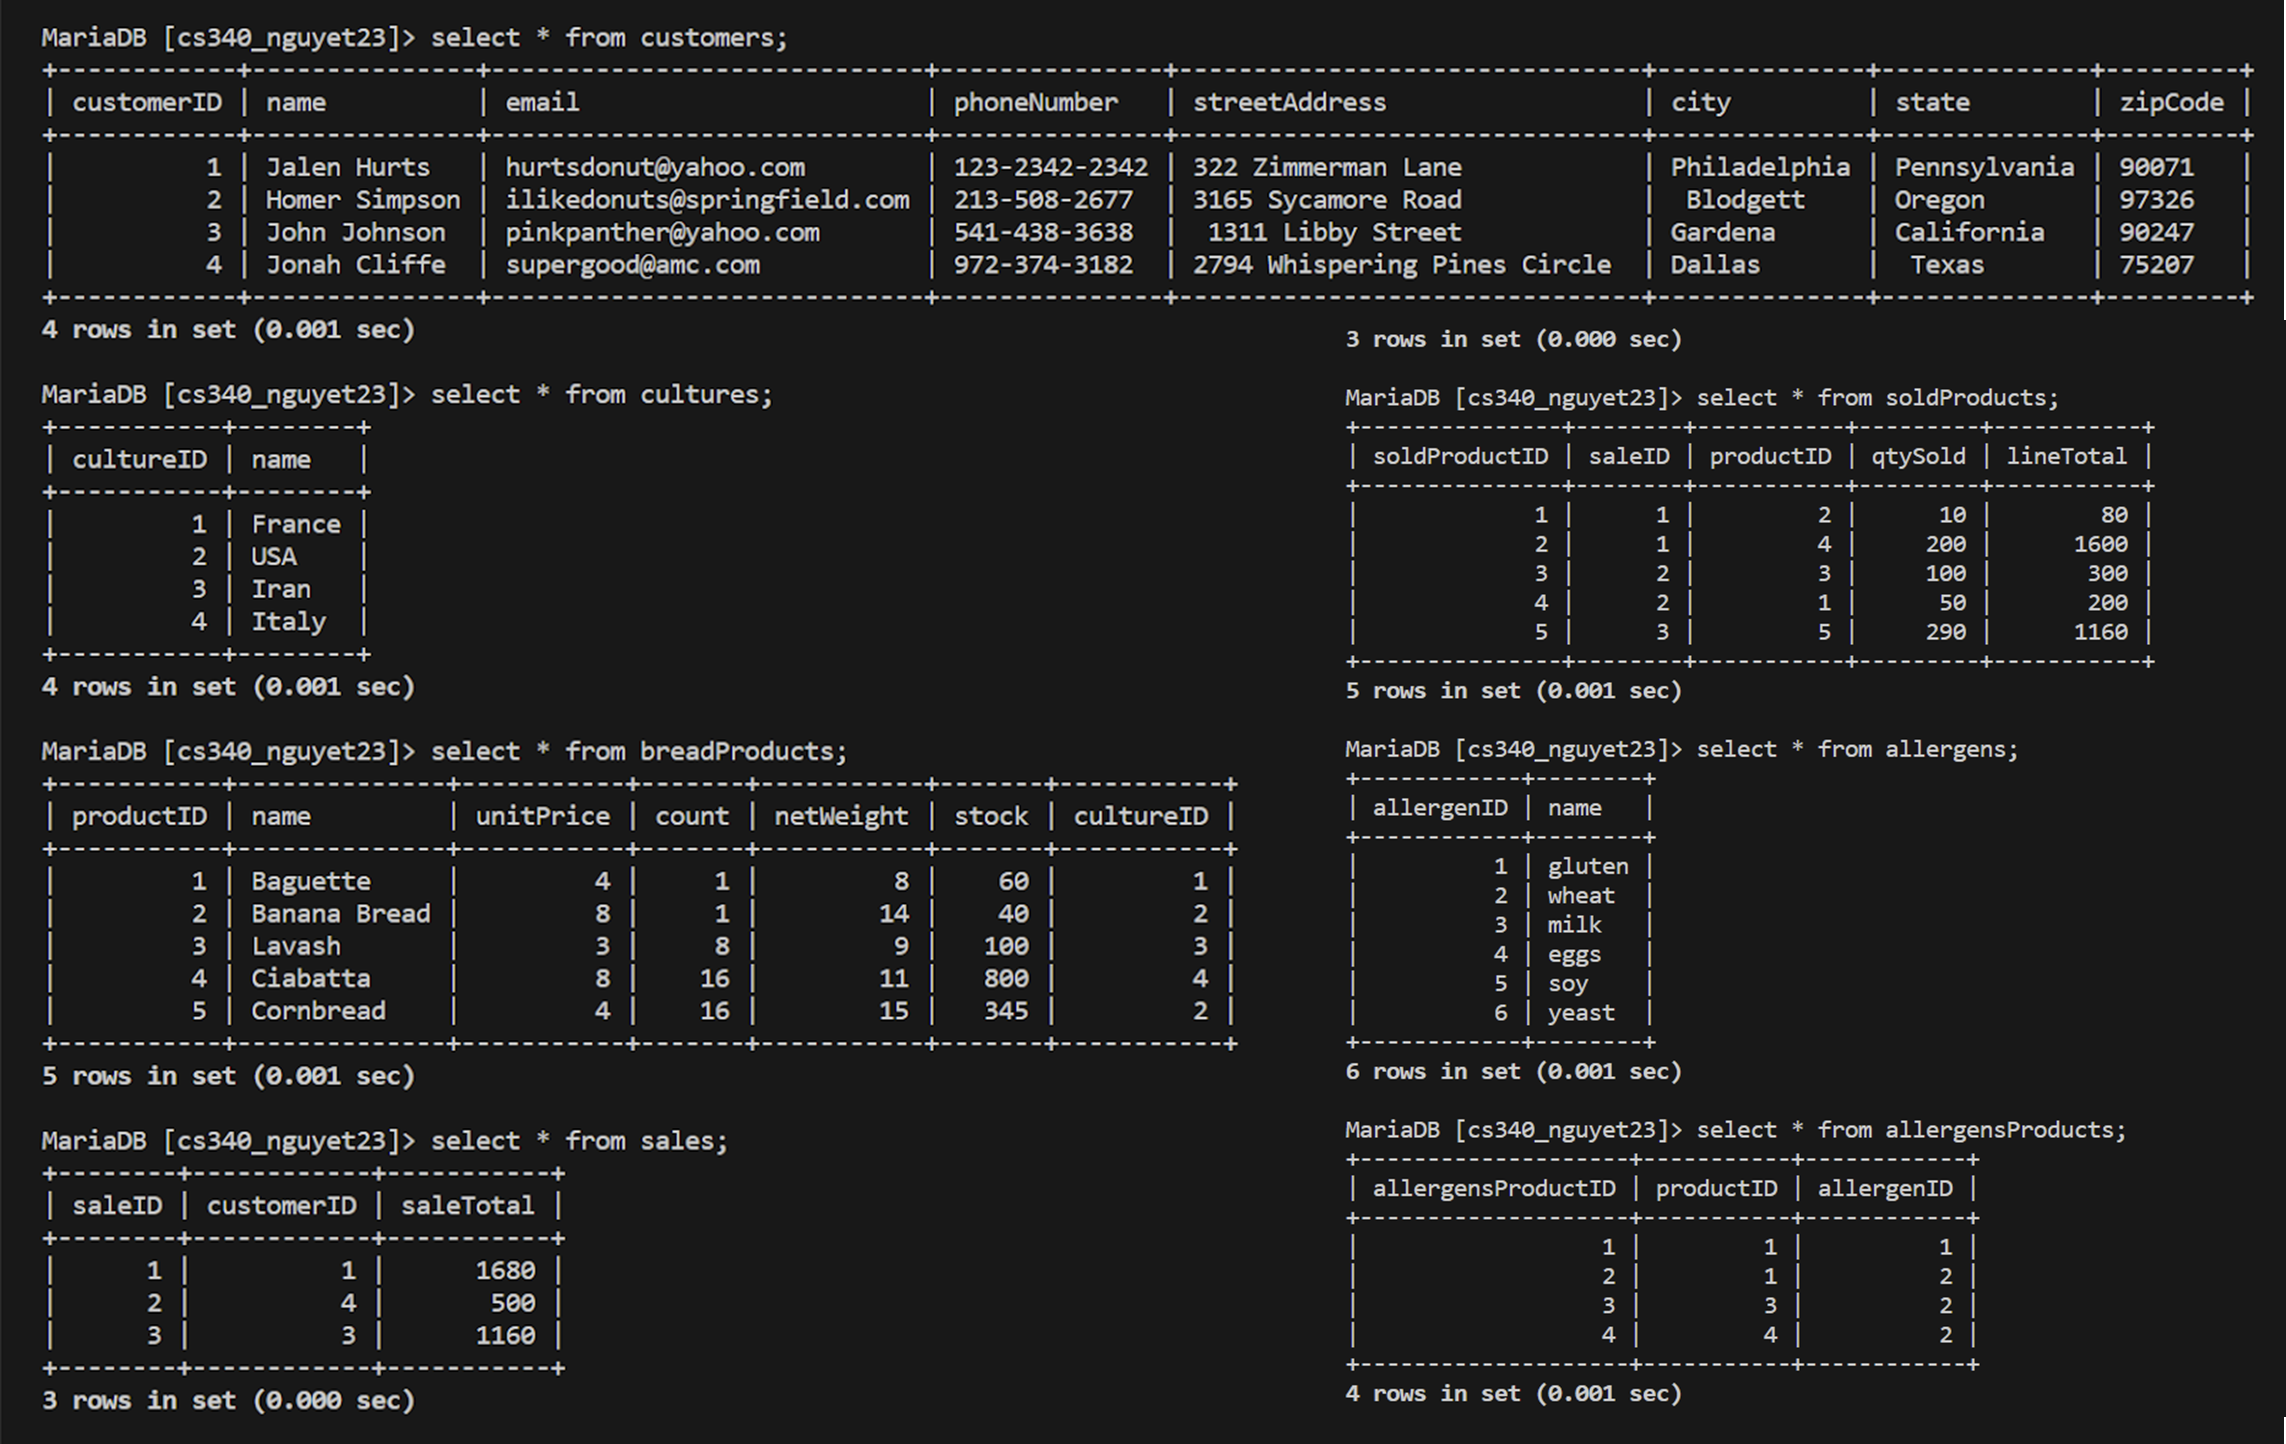 MariaDB [cs340_nguyet23]> select * from customers;
+------------+---------------+-----------------------------+---------------+-------------------------------+--------------+--------------+---------+
| customerID | name          | email                       | phoneNumber   | streetAddress                 | city         | state        | zipCode |
+------------+---------------+-----------------------------+---------------+-------------------------------+--------------+--------------+---------+
|          1 | Jalen Hurts   | hurtsdonut@yahoo.com        | 123-2342-2342 | 322 Zimmerman Lane            | Philadelphia | Pennsylvania | 90071   |
|          2 | Homer Simpson | ilikedonuts@springfield.com | 213-508-2677  | 3165 Sycamore Road            |  Blodgett    | Oregon       | 97326   |
|          3 | John Johnson  | pinkpanther@yahoo.com       | 541-438-3638  |  1311 Libby Street            | Gardena      | California   | 90247   |
|          4 | Jonah Cliffe  | supergood@amc.com           | 972-374-3182  | 2794 Whispering Pines Circle  | Dallas       |  Texas       | 75207   |
+------------+---------------+-----------------------------+---------------+-------------------------------+--------------+--------------+---------+
4 rows in set (0.001 sec)
MariaDB [cs340_nguyet23]> select * from cultures;
+-----------+--------+
| cultureID | name   |
+-----------+--------+
|         1 | France |
|         2 | USA    |
|         3 | Iran   |
|         4 | Italy  |
+-----------+--------+
4 rows in set (0.001 sec)
MariaDB [cs340_nguyet23]> select * from breadProducts;
+-----------+--------------+-----------+-------+-----------+-------+-----------+
| productID | name         | unitPrice | count | netWeight | stock | cultureID |
+-----------+--------------+-----------+-------+-----------+-------+-----------+
|         1 | Baguette     |         4 |     1 |         8 |    60 |         1 |
|         2 | Banana Bread |         8 |     1 |        14 |    40 |         2 |
|         3 | Lavash       |         3 |     8 |         9 |   100 |         3 |
|         4 | Ciabatta     |         8 |    16 |        11 |   800 |         4 |
|         5 | Cornbread    |         4 |    16 |        15 |   345 |         2 |
+-----------+--------------+-----------+-------+-----------+-------+-----------+
5 rows in set (0.001 sec)
MariaDB [cs340_nguyet23]> select * from sales;
+--------+------------+-----------+
| saleID | customerID | saleTotal |
+--------+------------+-----------+
|      1 |          1 |      1680 |
|      2 |          4 |       500 |
|      3 |          3 |      1160 |
+--------+------------+-----------+
3 rows in set (0.000 sec)
3 rows in set (0.000 sec)
MariaDB [cs340_nguyet23]> select * from soldProducts;
+---------------+--------+-----------+---------+-----------+
| soldProductID | saleID | productID | qtySold | lineTotal |
+---------------+--------+-----------+---------+-----------+
|             1 |      1 |         2 |      10 |        80 |
|             2 |      1 |         4 |     200 |      1600 |
|             3 |      2 |         3 |     100 |       300 |
|             4 |      2 |         1 |      50 |       200 |
|             5 |      3 |         5 |     290 |      1160 |
+---------------+--------+-----------+---------+-----------+
5 rows in set (0.001 sec)
MariaDB [cs340_nguyet23]> select * from allergens;
+------------+--------+
| allergenID | name   |
+------------+--------+
|          1 | gluten |
|          2 | wheat  |
|          3 | milk   |
|          4 | eggs   |
|          5 | soy    |
|          6 | yeast  |
+------------+--------+
6 rows in set (0.001 sec)
MariaDB [cs340_nguyet23]> select * from allergensProducts;
+--------------------+-----------+------------+
| allergensProductID | productID | allergenID |
+--------------------+-----------+------------+
|                  1 |         1 |          1 |
|                  2 |         1 |          2 |
|                  3 |         3 |          2 |
|                  4 |         4 |          2 |
+--------------------+-----------+------------+
4 rows in set (0.001 sec)